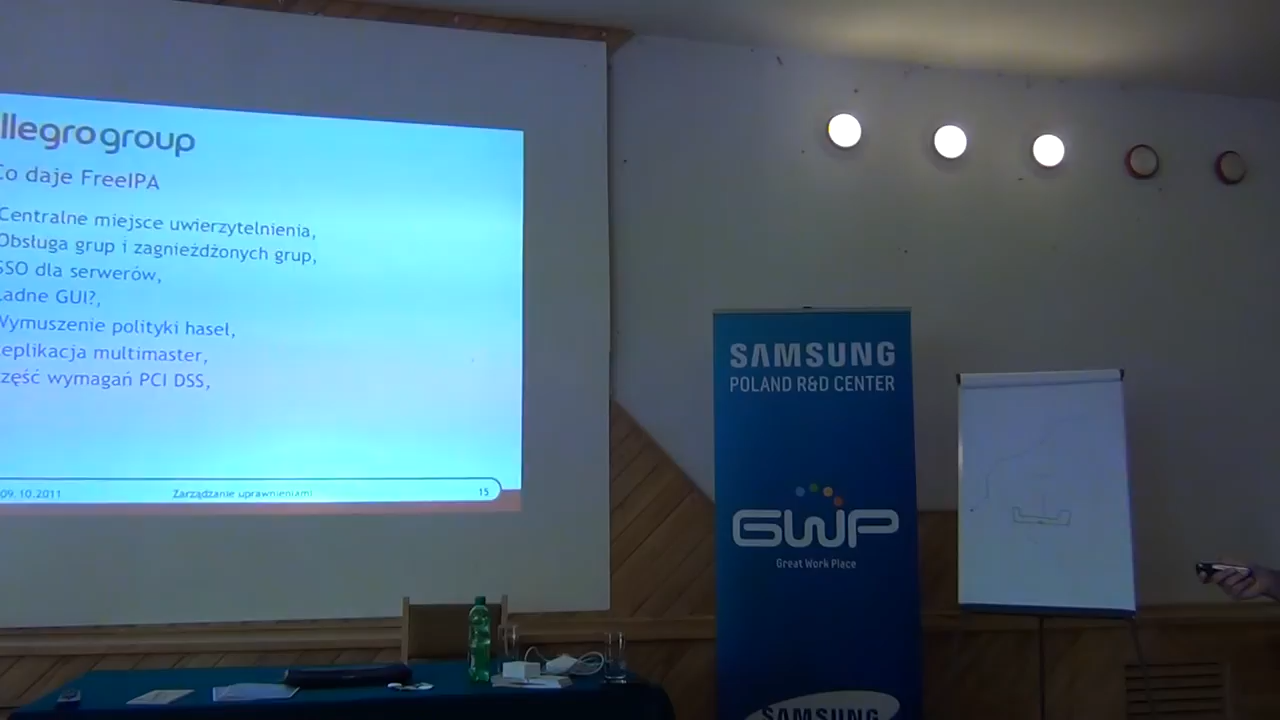 llegrogroup
Co daje FreeIPA
Centralne miejsce uwierzytelnienia,
Obsługa grup i zagnieżdżonych grup,
SSO dla serwerów,
Ładne GUI?,
Wymuszenie polityki haseł,
eplikacja multimaster,
zęść wymagań PCI DSS,
09.10.2011
Zarządzanie uprawnieniami
15
SAMSUNG
POLAND R&D CENTER
GWP
Great Work Place
SAMSUNG